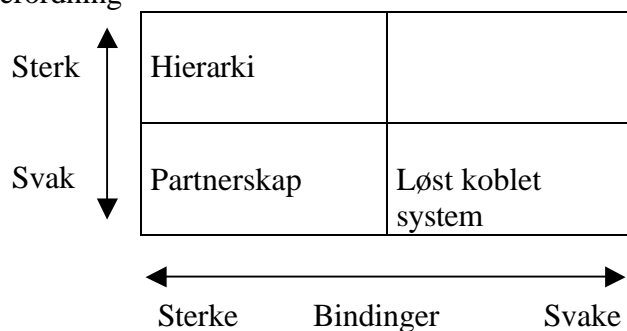 Sterk Hierarki
Svak Partnerskap Løst koblet
system
Sterke Bindinger Svake